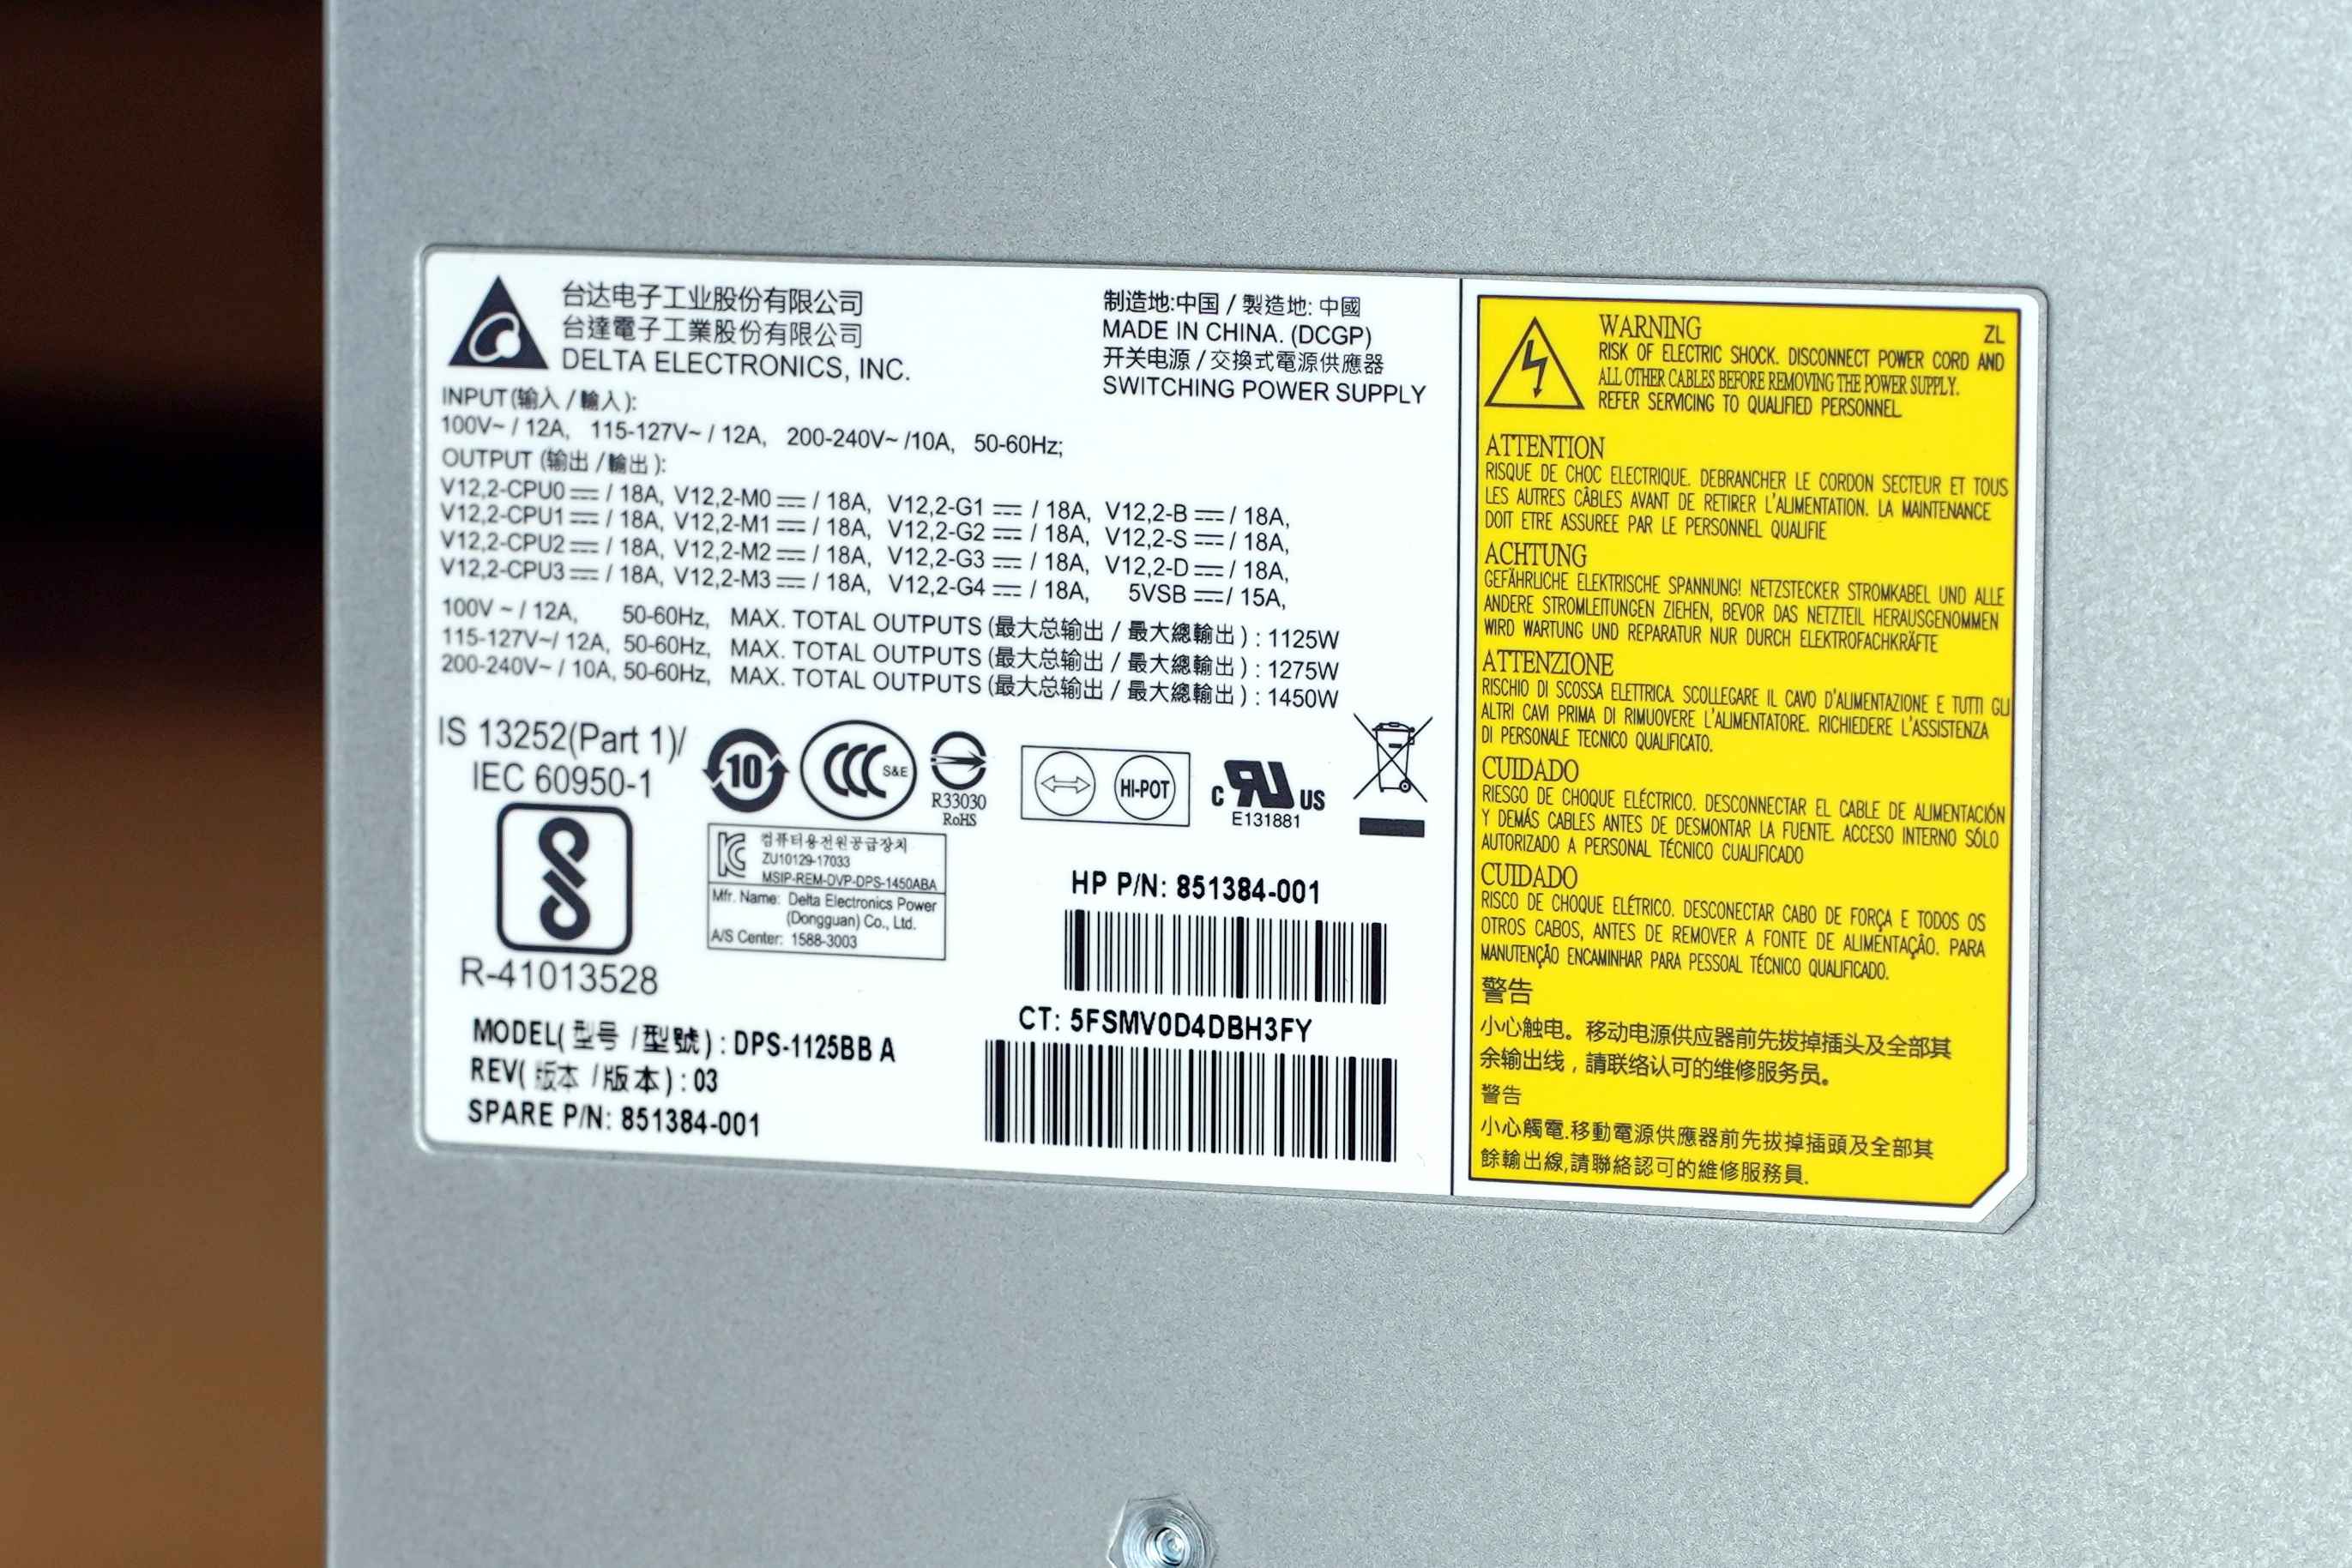 台达电子工业股份有限公司
台達電子工業股份有限公司
DELTA ELECTRONICS, INC.
制造地:中国 / 製造地: 中國
MADE IN CHINA. (DCGP)
开关电源 / 交換式電源供應器
SWITCHING POWER SUPPLY
INPUT(输入 / 輸入):
100V~ / 12A, 115-127V~ / 12A, 200-240V~ /10A, 50-60Hz;
OUTPUT (输出 / 輸出):
V12,2-CPU0⎓/ 18A, V12,2-M0⎓/ 18A, V12,2-G1⎓/ 18A, V12,2-B⎓/ 18A,
V12,2-CPU1⎓/ 18A, V12,2-M1⎓/ 18A, V12,2-G2⎓/ 18A, V12,2-S⎓/ 18A,
V12,2-CPU2⎓/ 18A, V12,2-M2⎓/ 18A, V12,2-G3⎓/ 18A, V12,2-D⎓/ 18A,
V12,2-CPU3⎓/ 18A, V12,2-M3⎓/ 18A, V12,2-G4⎓/ 18A, 5VSB⎓/ 15A,
100V ~ / 12A, 50-60Hz, MAX. TOTAL OUTPUTS (最大总输出 / 最大總輸出) : 1125W
115-127V~/ 12A, 50-60Hz, MAX. TOTAL OUTPUTS (最大总输出 / 最大總輸出) : 1275W
200-240V~ / 10A, 50-60Hz, MAX. TOTAL OUTPUTS (最大总输出 / 最大總輸出) : 1450W
IS 13252(Part 1)/
IEC 60950-1
R-41013528
10
CCC S&E
R33030
RoHS
HI-POT
C RU US
E131881
컴퓨터용전원공급장치
ZU10129-17033
MSIP-REM-DVP-DPS-1450ABA
Mfr. Name: Delta Electronics Power
(Dongguan) Co., Ltd.
A/S Center: 1588-3003
HP P/N: 851384-001
CT: 5FSMV0D4DBH3FY
MODEL( 型号 / 型號) : DPS-1125BB A
REV( 版本 / 版本) : 03
SPARE P/N: 851384-001
WARNING ZL
RISK OF ELECTRIC SHOCK. DISCONNECT POWER CORD AND
ALL OTHER CABLES BEFORE REMOVING THE POWER SUPPLY.
REFER SERVICING TO QUALIFIED PERSONNEL.
ATTENTION
RISQUE DE CHOC ELECTRIQUE. DEBRANCHER LE CORDON SECTEUR ET TOUS
LES AUTRES CÂBLES AVANT DE RETIRER L'ALIMENTATION. LA MAINTENANCE
DOIT ETRE ASSUREE PAR LE PERSONNEL QUALIFIE
ACHTUNG
GEFÄHRLICHE ELEKTRISCHE SPANNUNG! NETZSTECKER STROMKABEL UND ALLE
ANDERE STROMLEITUNGEN ZIEHEN, BEVOR DAS NETZTEIL HERAUSGENOMMEN
WIRD WARTUNG UND REPARATUR NUR DURCH ELEKTROFACHKRÄFTE
ATTENZIONE
RISCHIO DI SCOSSA ELETTRICA. SCOLLEGARE IL CAVO D'ALIMENTAZIONE E TUTTI GLI
ALTRI CAVI PRIMA DI RIMUOVERE L'ALIMENTATORE. RICHIEDERE L'ASSISTENZA
DI PERSONALE TECNICO QUALIFICATO.
CUIDADO
RIESGO DE CHOQUE ELÉCTRICO. DESCONNECTAR EL CABLE DE ALIMENTACIÓN
Y DEMÁS CABLES ANTES DE DESMONTAR LA FUENTE. ACCESO INTERNO SÓLO
AUTORIZADO A PERSONAL TÉCNICO CUALIFICADO
CUIDADO
RISCO DE CHOQUE ELÉTRICO. DESCONECTAR CABO DE FORÇA E TODOS OS
OTROS CABOS, ANTES DE REMOVER A FONTE DE ALIMENTAÇÃO. PARA
MANUTENÇÃO ENCAMINHAR PARA PESSOAL TÉCNICO QUALIFICADO.
警告
小心触电。移动电源供应器前先拔掉插头及全部其
余输出线，請联络认可的维修服务员。
警告
小心觸電.移動電源供應器前先拔掉插頭及全部其
餘輸出線,請聯絡認可的維修服務員.